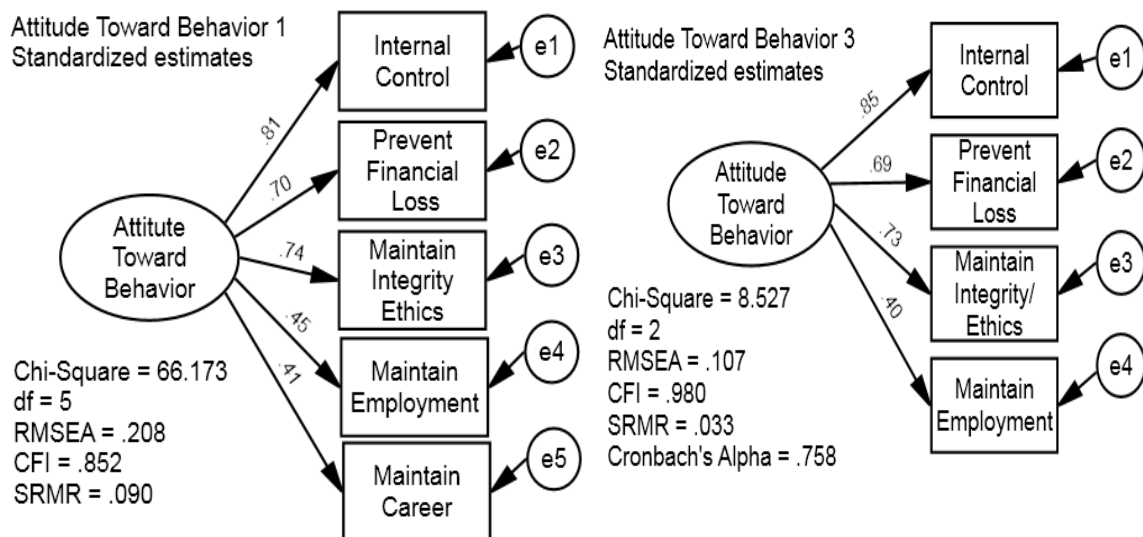 Attitude Toward Behavior 1
Standardized estimates
Internal
Control
e1
.81
Prevent
Financial
Loss
e2
.70
Attitute
Toward
Behavior
.74
Maintain
Integrity
Ethics
e3
.45
Maintain
Employment
e4
.41
Maintain
Career
e5
Chi-Square = 66.173
df = 5
RMSEA = .208
CFI = .852
SRMR = .090
Attitude Toward Behavior 3
Standardized estimates
Internal
Control
e1
.85
Prevent
Financial
Loss
e2
.69
Attitude
Toward
Behavior
.73
Maintain
Integrity/
Ethics
e3
.40
Maintain
Employment
e4
Chi-Square = 8.527
df = 2
RMSEA = .107
CFI = .980
SRMR = .033
Cronbach's Alpha = .758